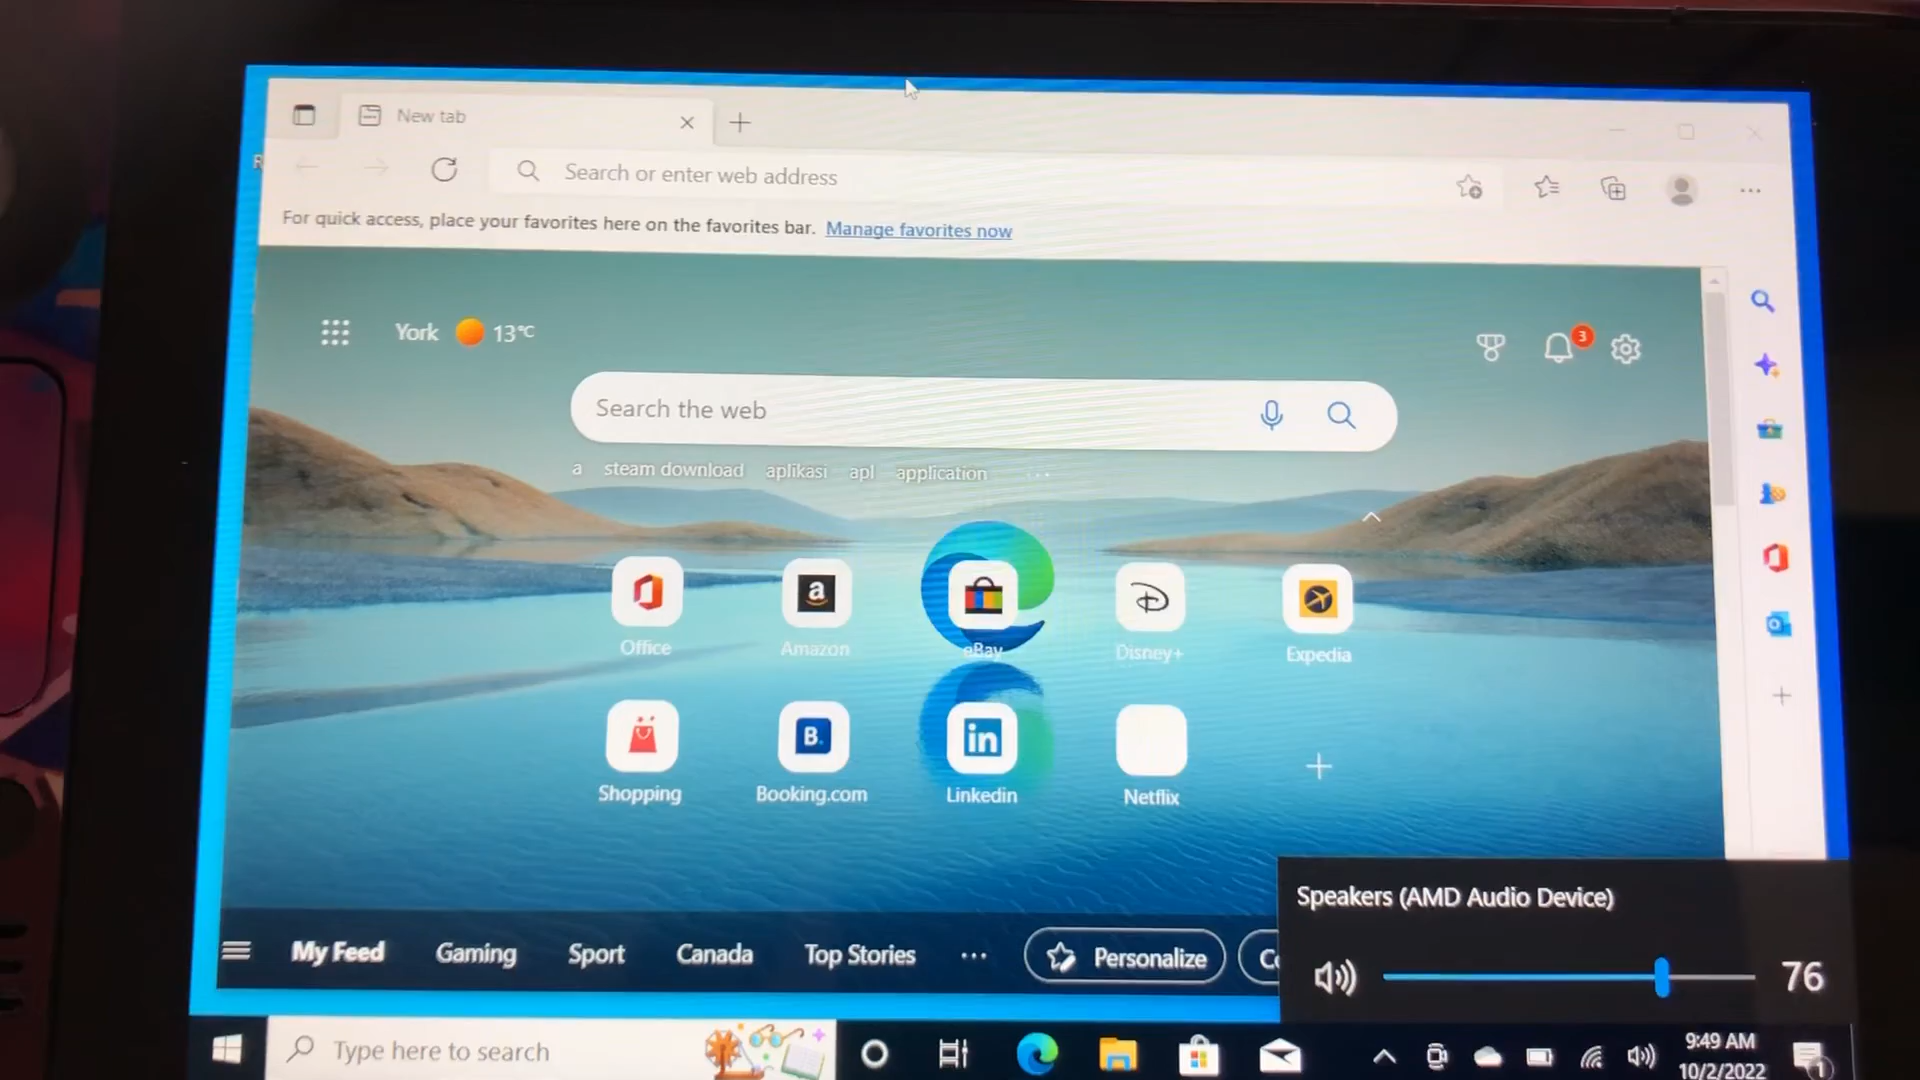 New tab
Search or enter web address
For quick access, place your favorites here on the favorites bar. Manage favorites now
York 13°C
3
Search the web
a steam download aplikasi apl application ...
Office Amazon eBay Disney+ Expedia
Shopping Booking.com Linkedin Netflix
Speakers (AMD Audio Device)
My Feed Gaming Sport Canada Top Stories ... Personalize
76
Type here to search
9:49 AM
10/2/2022
1